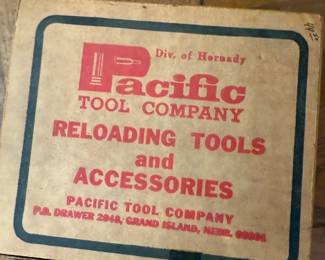 Div. of Hornady
Pacific
TOOL COMPANY
RELOADING TOOLS
and
ACCESSORIES
PACIFIC TOOL COMPANY
P.O. DRAWER 2048, GRAND ISLAND, NEBR. 68801